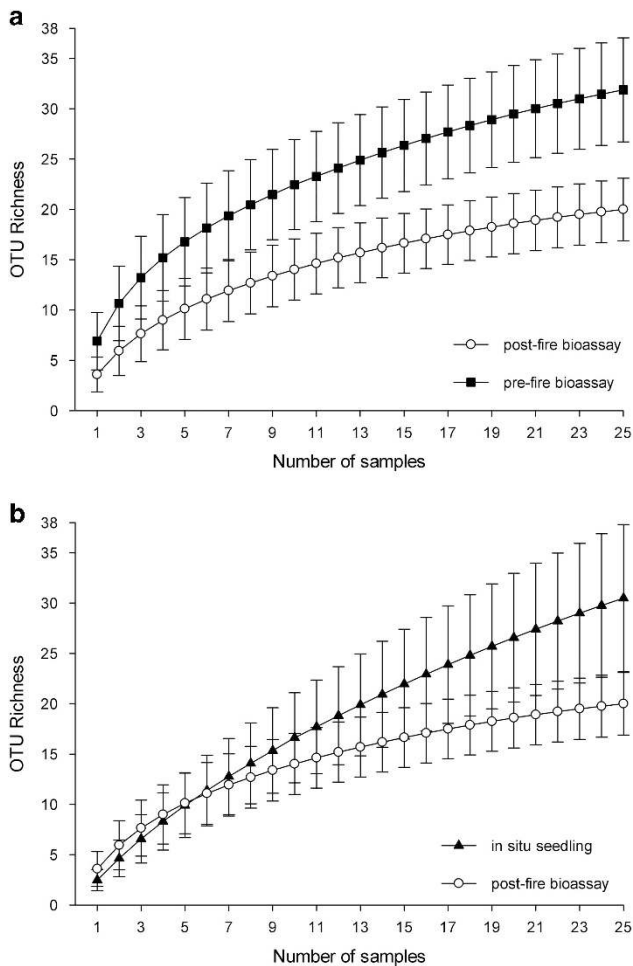 a
38
35
30
25
20
15
10
5
0
OTU Richness
post-fire bioassay
pre-fire bioassay
1 3 5 7 9 11 13 15 17 19 21 23 25
Number of samples
b
38
35
30
25
20
15
10
5
0
OTU Richness
in situ seedling
post-fire bioassay
1 3 5 7 9 11 13 15 17 19 21 23 25
Number of samples